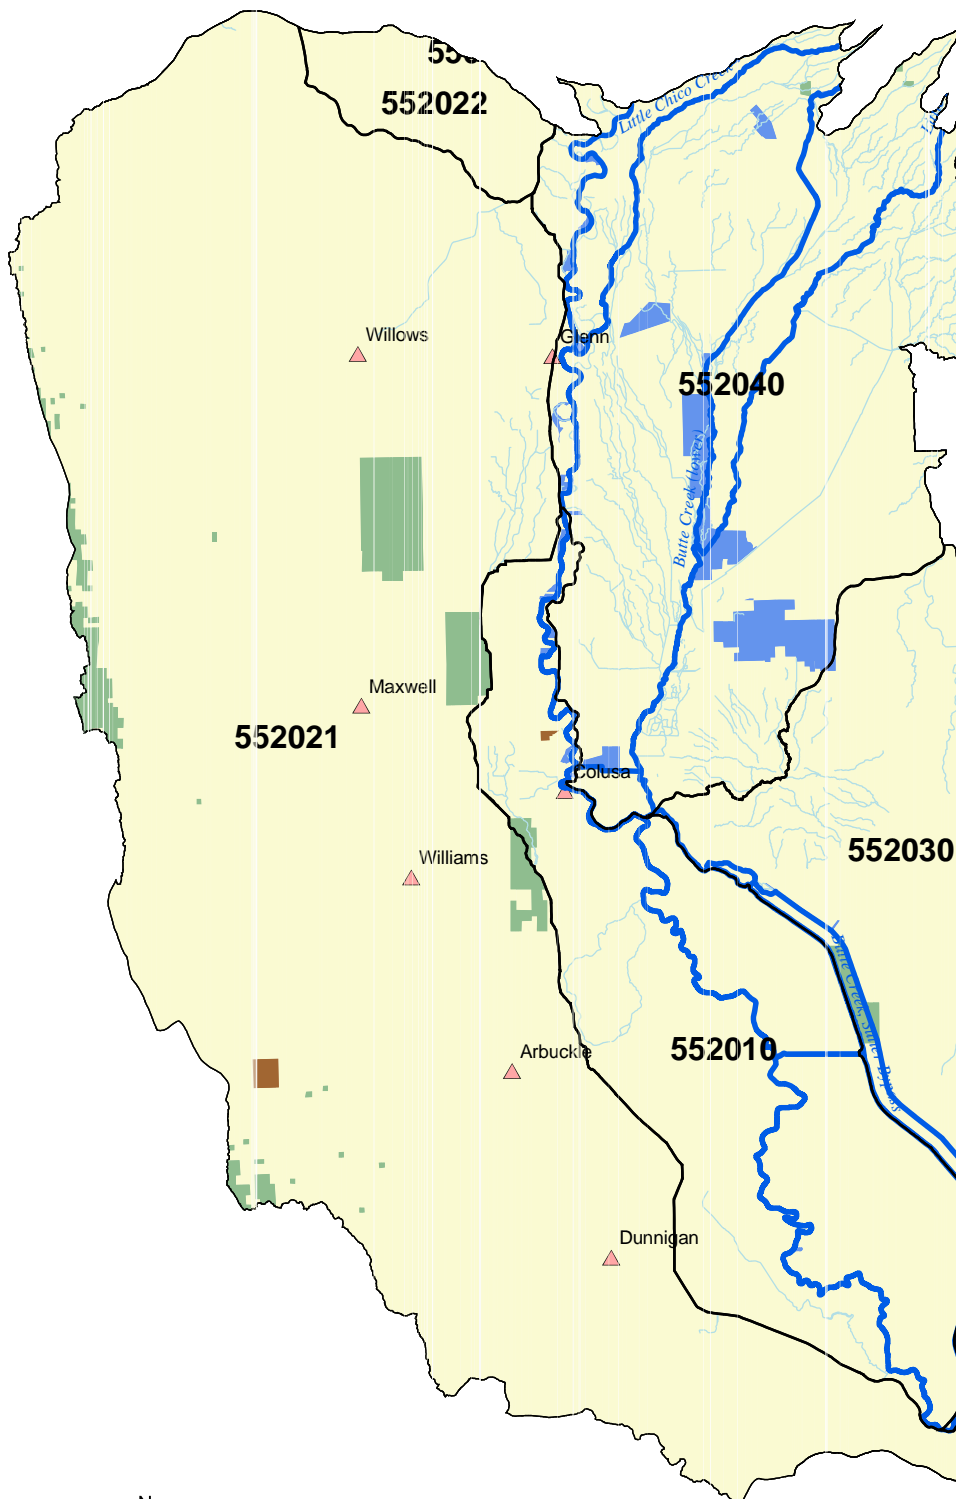 552022
Little Chico Creek
Willows
Glenn
552040
Butte Creek (lower)
Maxwell
552021
Colusa
Williams
552030
Butte Creek, Sutter Bypass
552010
Arbuckle
Dunnigan